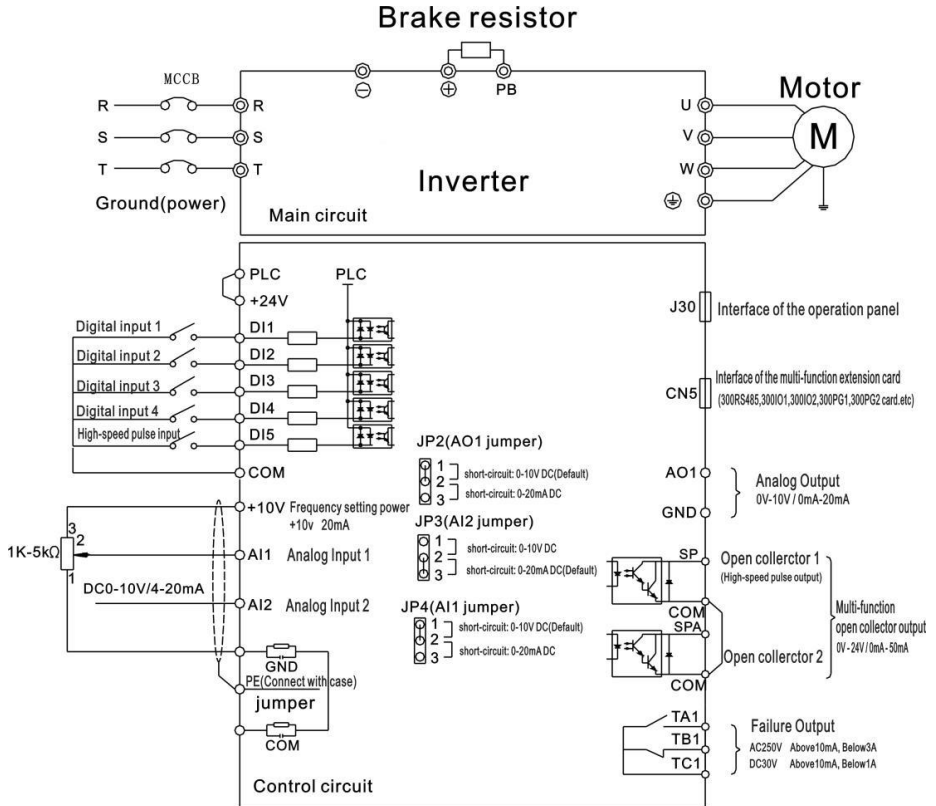 Brake resistor
MCCB
⊖
⊕
PB
R
R
S
S
T
T
Ground(power)
Main circuit
Inverter
U
V
W
Motor
M
PLC
+24V
PLC
Digital input 1
DI1
Digital input 2
DI2
Digital input 3
DI3
Digital input 4
DI4
High-speed pulse input
DI5
COM
+10V
Frequency setting power
+10v 20mA
3
2
1
1K-5kΩ
AI1
Analog Input 1
DC0-10V/4-20mA
AI2
Analog Input 2
GND
PE(Connect with case)
jumper
COM
Control circuit
JP2(AO1 jumper)
1
2
3
short-circuit: 0-10V DC(Default)
short-circuit: 0-20mA DC
JP3(AI2 jumper)
1
2
3
short-circuit: 0-10V DC
short-circuit: 0-20mA DC(Default)
JP4(AI1 jumper)
1
2
3
short-circuit: 0-10V DC(Default)
short-circuit: 0-20mA DC
J30
Interface of the operation panel
CN5
Interface of the multi-function extension card
(300RS485,300IO1,300IO2,300PG1,300PG2 card.etc)
AO1
GND
Analog Output
0V-10V / 0mA-20mA
SP
Open collerctor 1
(High-speed pulse output)
COM
SPA
Open collerctor 2
COM
Multi-function
open collector output
0V-24V/0mA-50mA
TA1
TB1
TC1
Failure Output
AC250V Above10mA, Below3A
DC30V Above10mA, Below1A